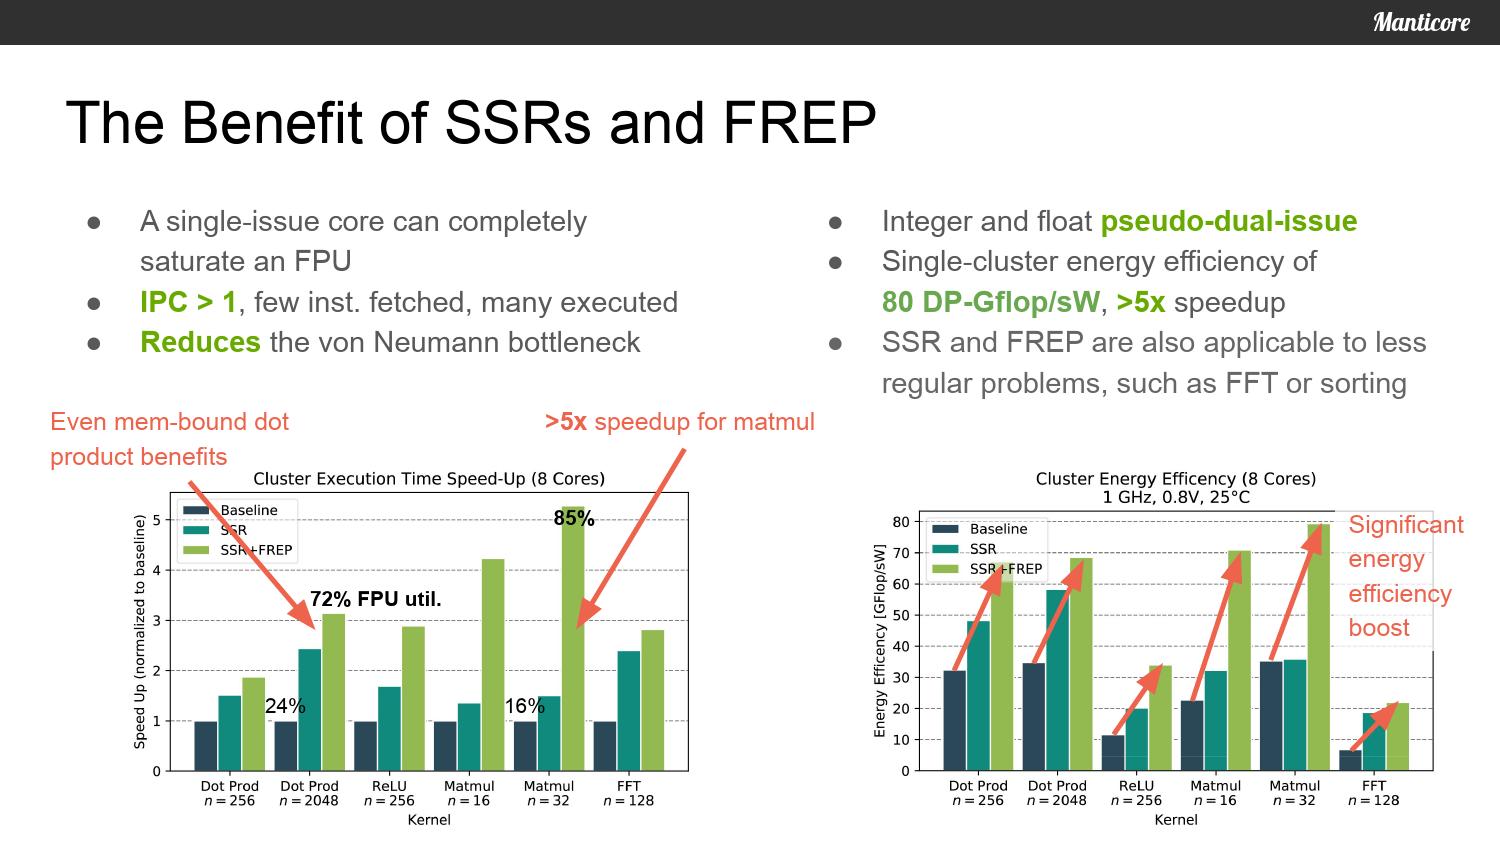 Manticore
The Benefit of SSRs and FREP
● A single-issue core can completely
saturate an FPU
● IPC > 1, few inst. fetched, many executed
● Reduces the von Neumann bottleneck
● Integer and float pseudo-dual-issue
● Single-cluster energy efficiency of
80 DP-Gflop/sW, >5x speedup
● SSR and FREP are also applicable to less
regular problems, such as FFT or sorting
Even mem-bound dot
product benefits
>5x speedup for matmul
Cluster Execution Time Speed-Up (8 Cores)
Speed Up (normalized to baseline)
5
4
3
2
1
0
Baseline
SSR
SSR+FREP
85%
72% FPU util.
24%
16%
Dot Prod Dot Prod ReLU Matmul Matmul FFT
n = 256 n = 2048 n = 256 n = 16 n = 32 n = 128
Kernel
Cluster Energy Efficency (8 Cores)
1 GHz, 0.8V, 25°C
Energy Efficency [GFlop/sW]
80
70
60
50
40
30
20
10
0
Baseline
SSR
SSR+FREP
Significant
energy
efficiency
boost
Dot Prod Dot Prod ReLU Matmul Matmul FFT
n = 256 n = 2048 n = 256 n = 16 n = 32 n = 128
Kernel